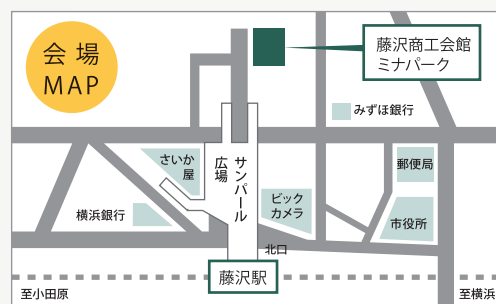 会場
MAP
藤沢商工会館
ミナパーク
みずほ銀行
さいか
屋
サンパール
広場
郵便局
ビック
カメラ
横浜銀行
市役所
北口
藤沢駅
至小田原
至横浜